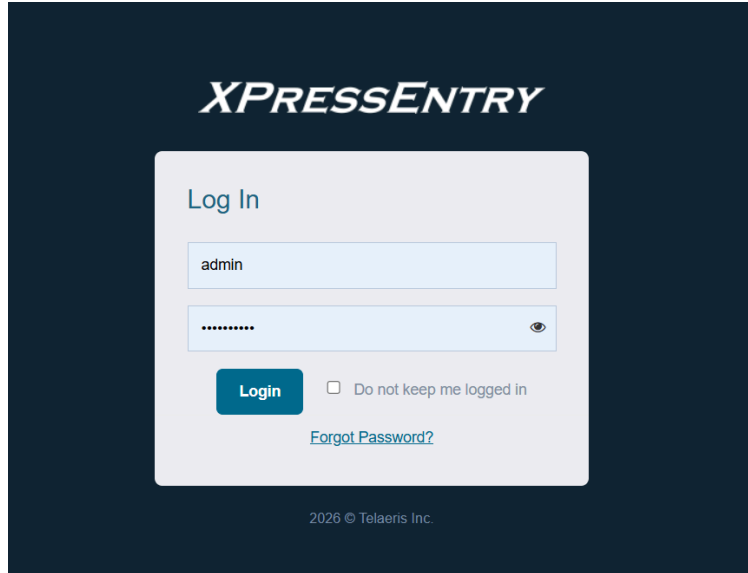 XPRESSENTRY
Log In
admin
••••••••••
Login Do not keep me logged in
Forgot Password?
2026 © Telaeris Inc.